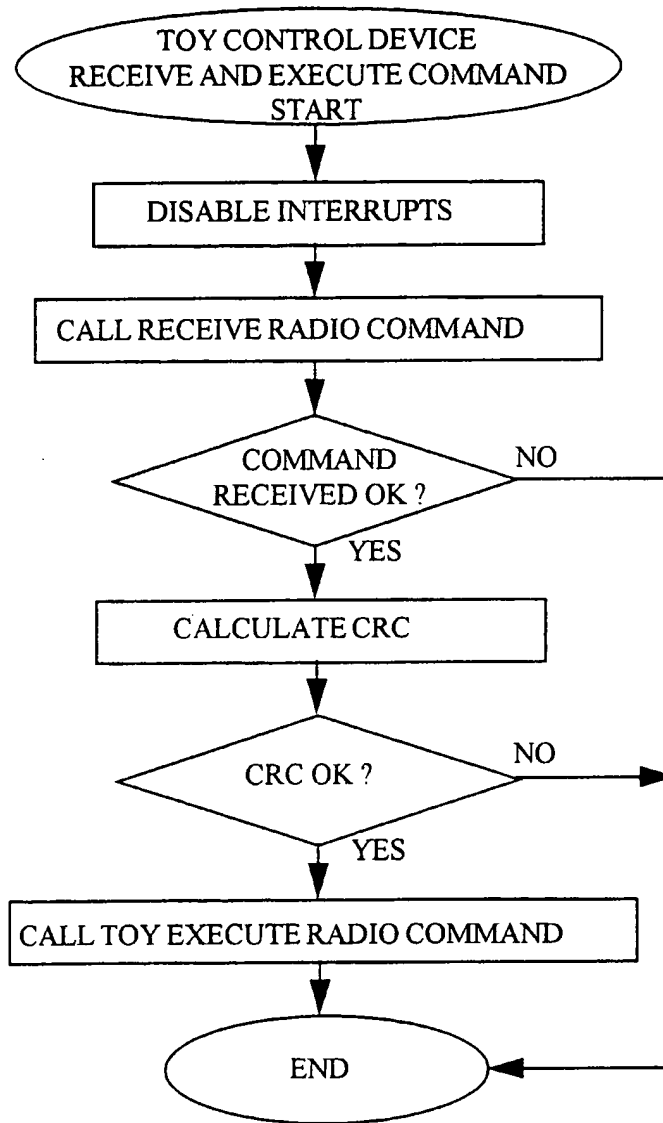 TOY CONTROL DEVICE
RECEIVE AND EXECUTE COMMAND
START
DISABLE INTERRUPTS
CALL RECEIVE RADIO COMMAND
COMMAND
RECEIVED OK ?
NO
YES
CALCULATE CRC
CRC OK ?
NO
YES
CALL TOY EXECUTE RADIO COMMAND
END